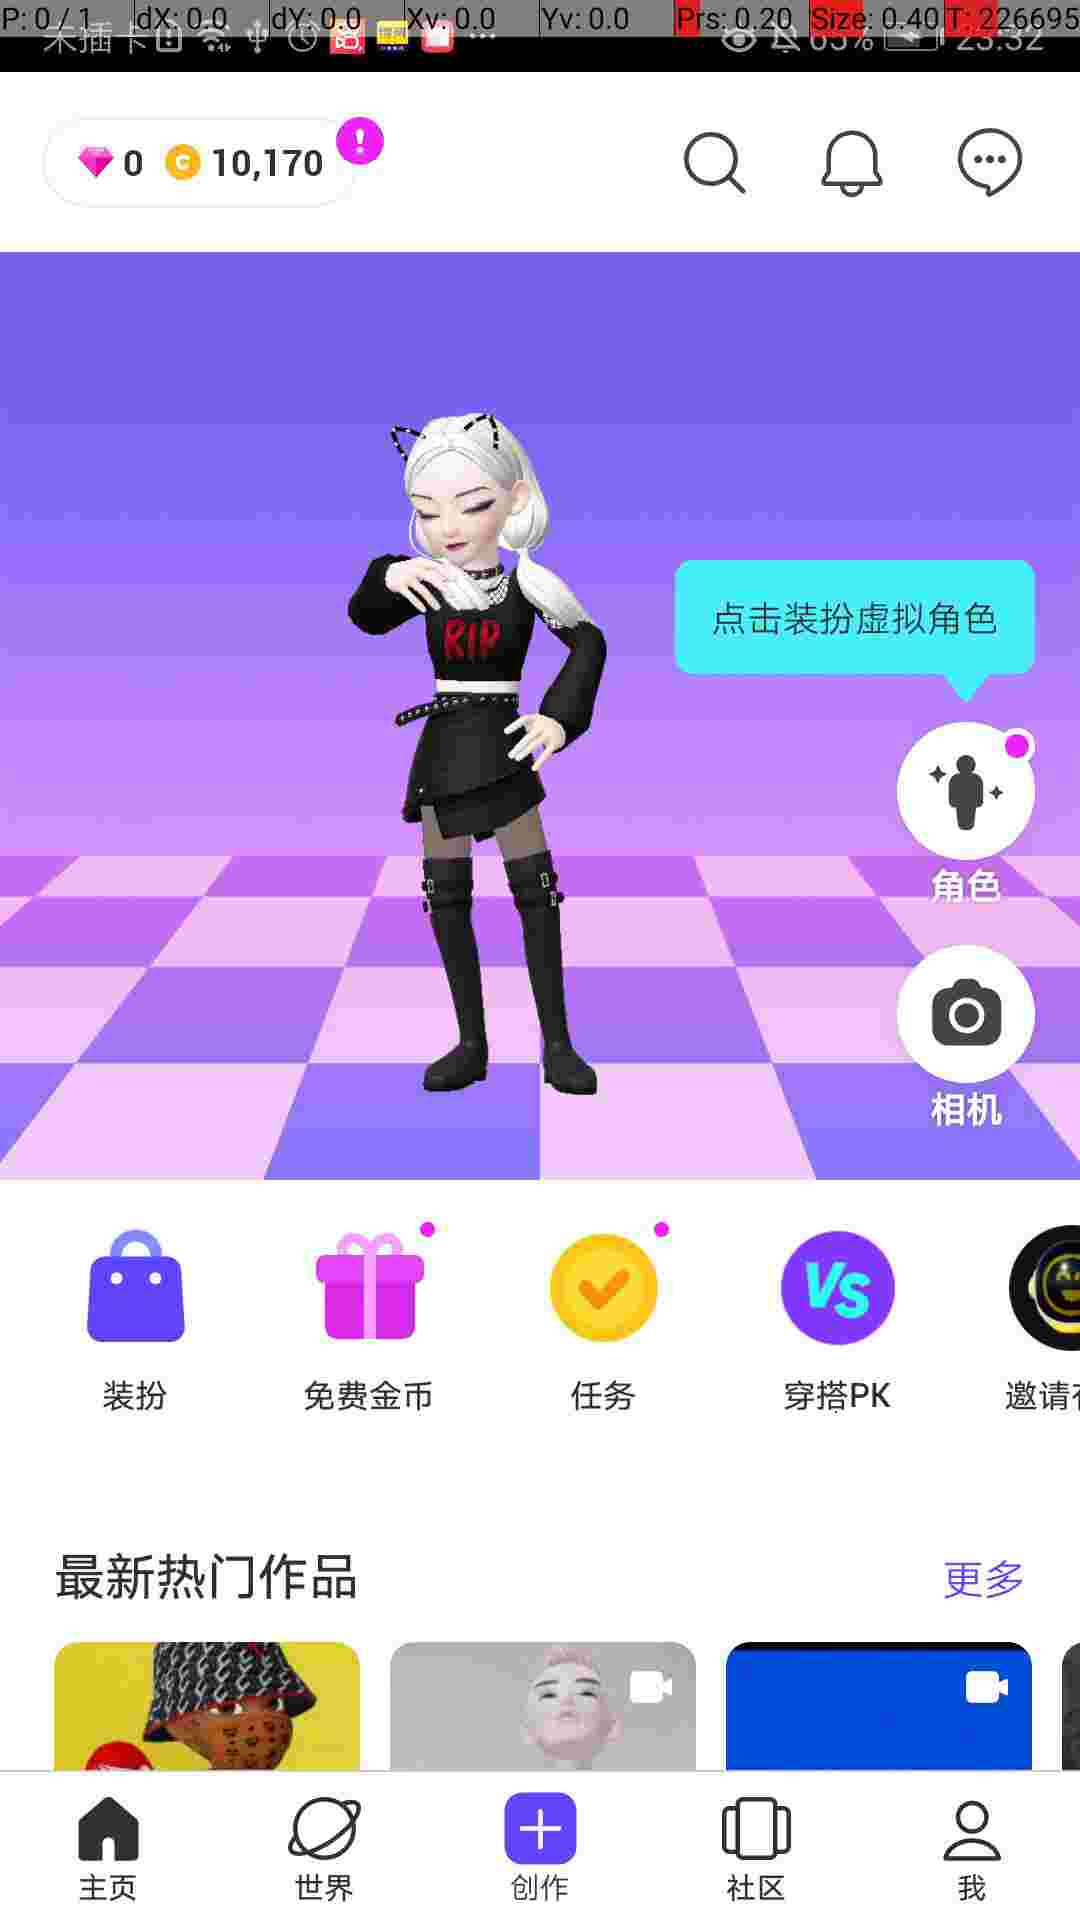 P: 0 / 1 dX: 0.0 dY: 0.0 Xv: 0.0 Yv: 0.0 Prs: 0.20 Size: 0.40 T: 226695
未插卡 63% 23:32
0 10,170
RIP
点击装扮虚拟角色
角色
相机
VS
装扮 免费金币 任务 穿搭PK 邀请
最新热门作品 更多
主页 世界 创作 社区 我